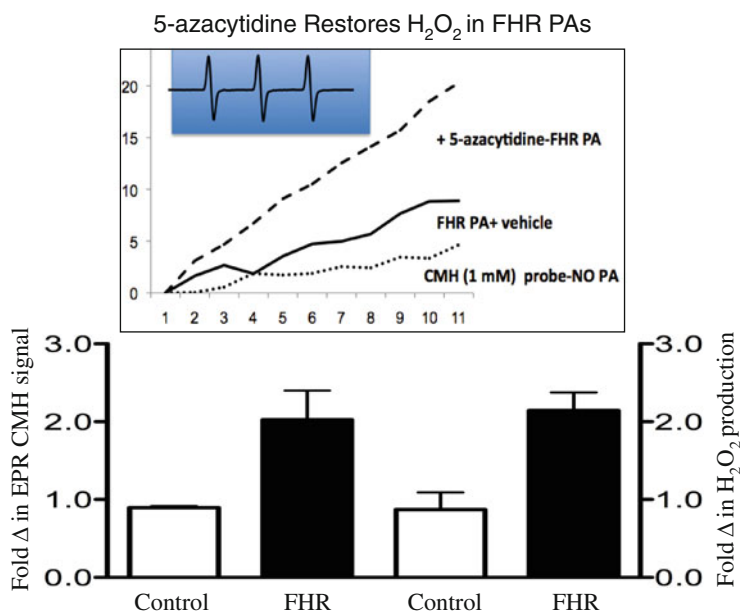 5-azacytidine Restores H₂O₂ in FHR PAs
20
15
10
5
0
+ 5-azacytidine-FHR PA
FHR PA+ vehicle
CMH (1 mM) probe-NO PA
1 2 3 4 5 6 7 8 9 10 11
Fold Δ in EPR CMH signal
3.0
2.0
1.0
0.0
3.0
2.0
1.0
0.0
Fold Δ in H₂O₂ production
Control FHR Control FHR